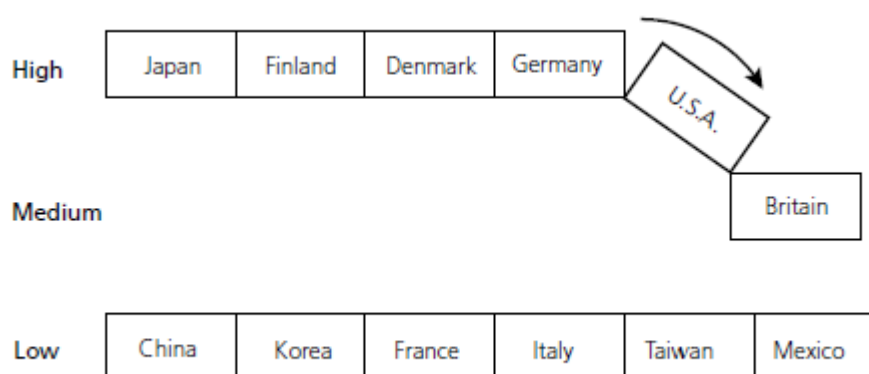 High Japan Finland Denmark Germany U.S.A.
Medium Britain
Low China Korea France Italy Taiwan Mexico